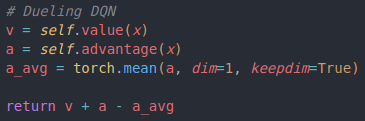 # Dueling DQN
v = self.value(x)
a = self.advantage(x)
a_avg = torch.mean(a, dim=1, keepdim=True)
return v + a - a_avg